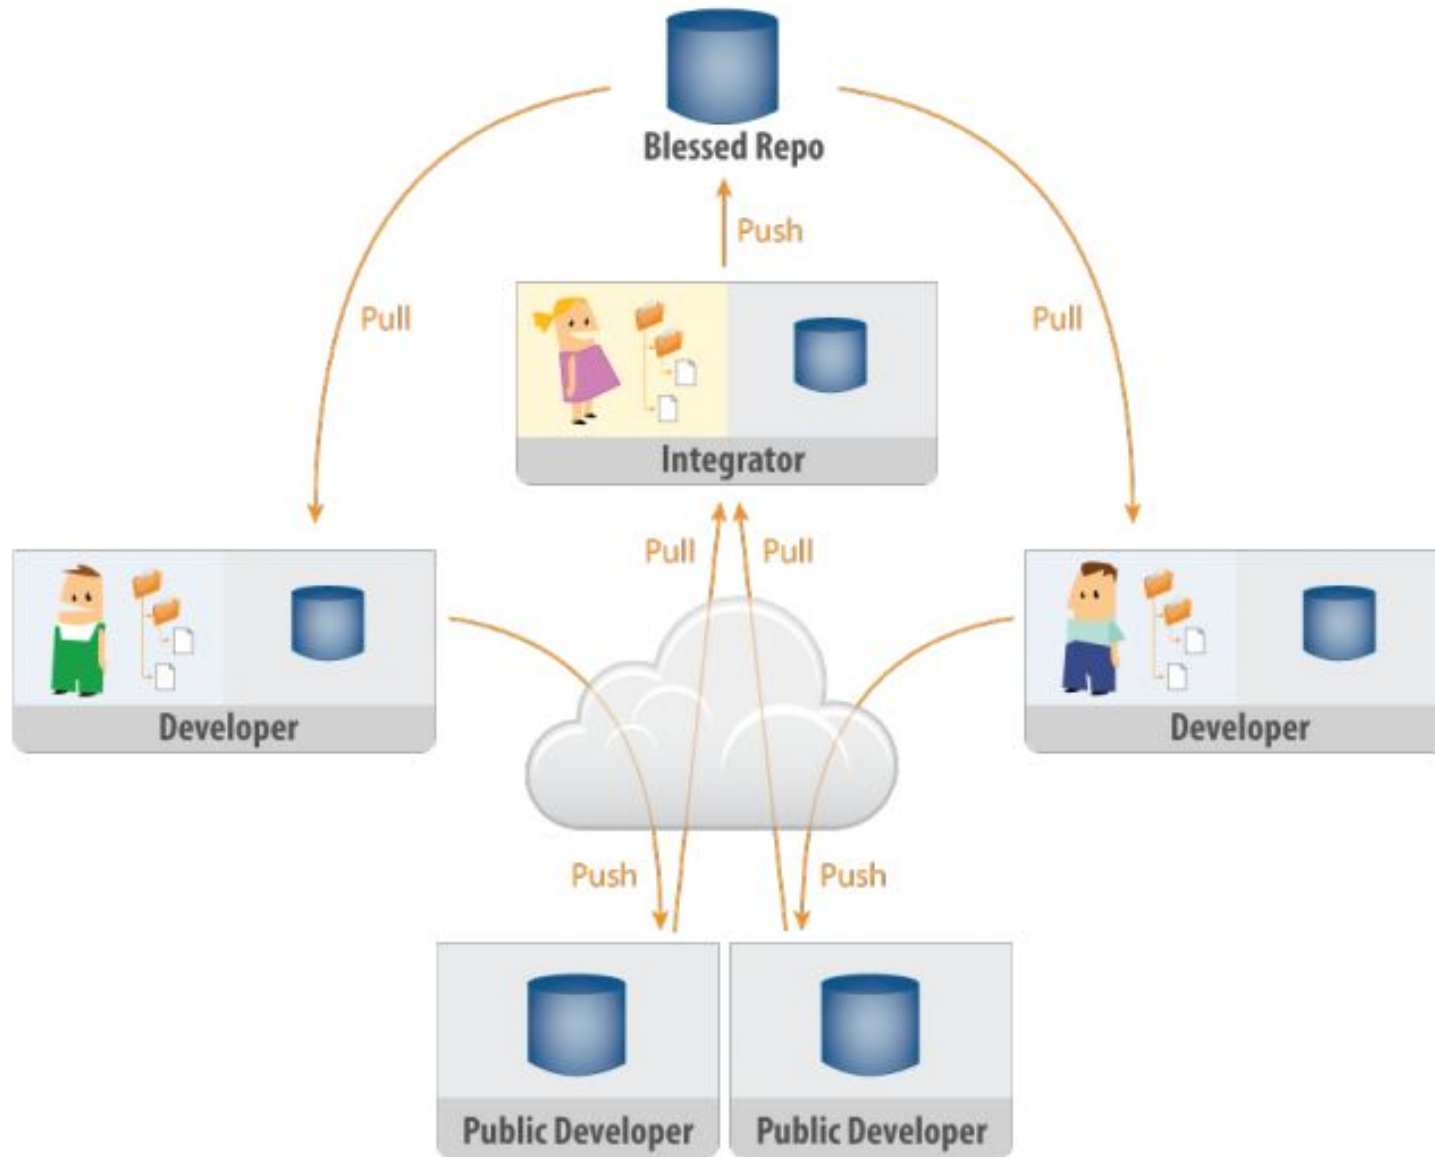 Blessed Repo
Push
Pull
Pull
Integrator
Pull
Pull
Developer
Developer
Push
Push
Public Developer
Public Developer